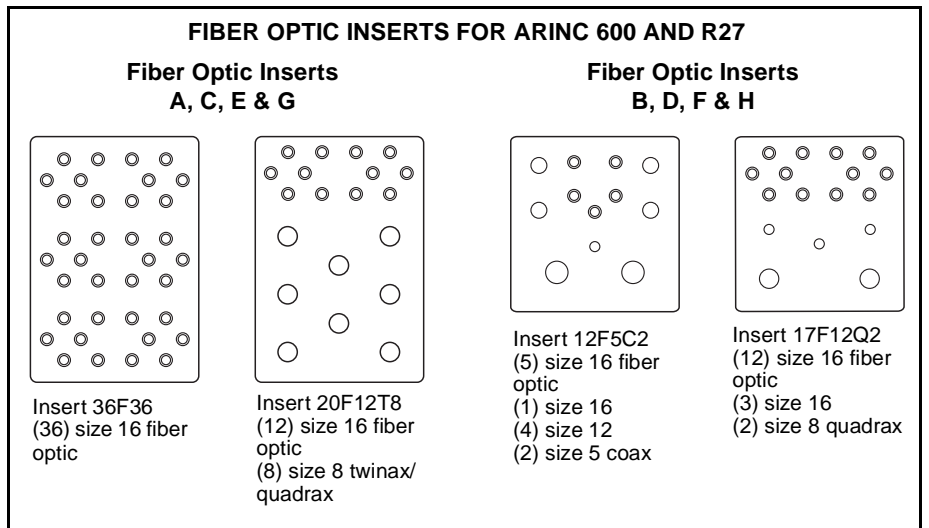 FIBER OPTIC INSERTS FOR ARINC 600 AND R27
Fiber Optic Inserts
A, C, E & G
Fiber Optic Inserts
B, D, F & H
Insert 36F36
(36) size 16 fiber
optic
Insert 20F12T8
(12) size 16 fiber
optic
(8) size 8 twinax/
quadrax
Insert 12F5C2
(5) size 16 fiber
optic
(1) size 16
(4) size 12
(2) size 5 coax
Insert 17F12Q2
(12) size 16 fiber
optic
(3) size 16
(2) size 8 quadrax